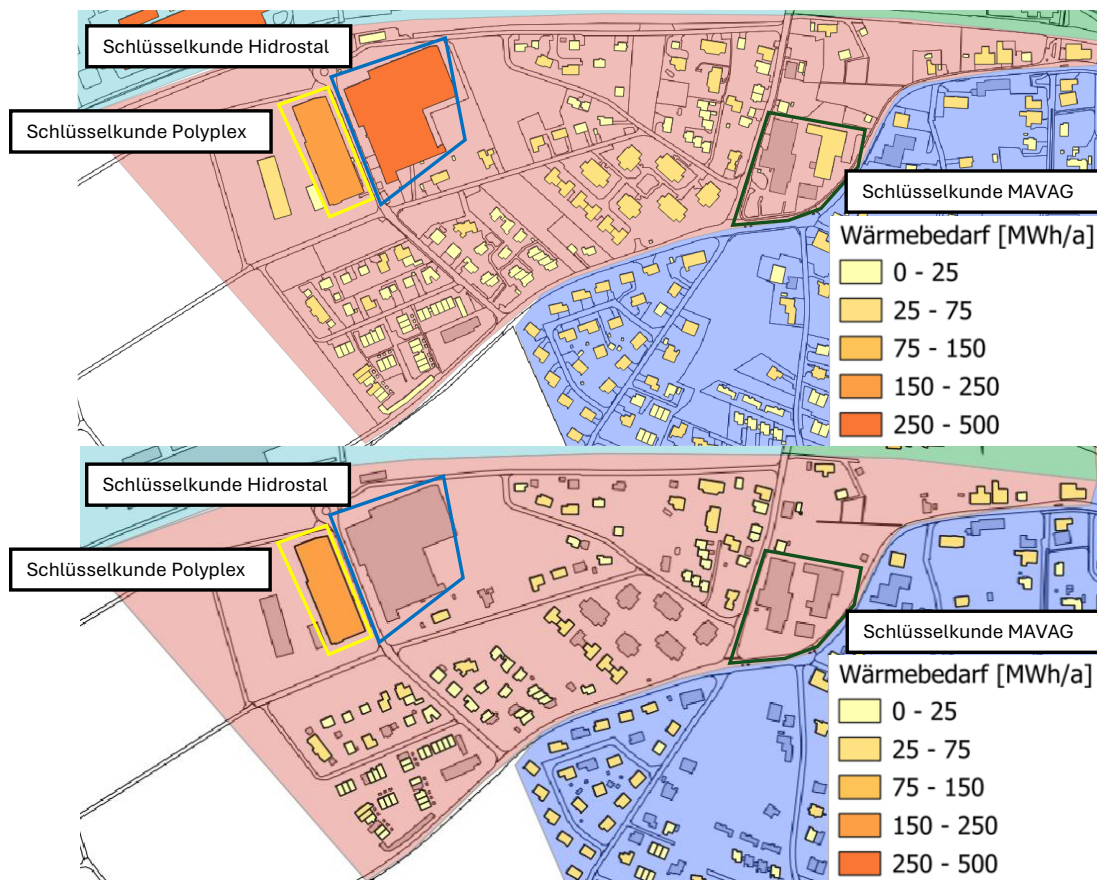 Schlüsselkunde Hidrostal
Schlüsselkunde Polyplex
Schlüsselkunde MAVAG
Wärmebedarf [MWh/a]
0 - 25
25 - 75
75 - 150
150 - 250
250 - 500
Schlüsselkunde Hidrostal
Schlüsselkunde Polyplex
Schlüsselkunde MAVAG
Wärmebedarf [MWh/a]
0 - 25
25 - 75
75 - 150
150 - 250
250 - 500